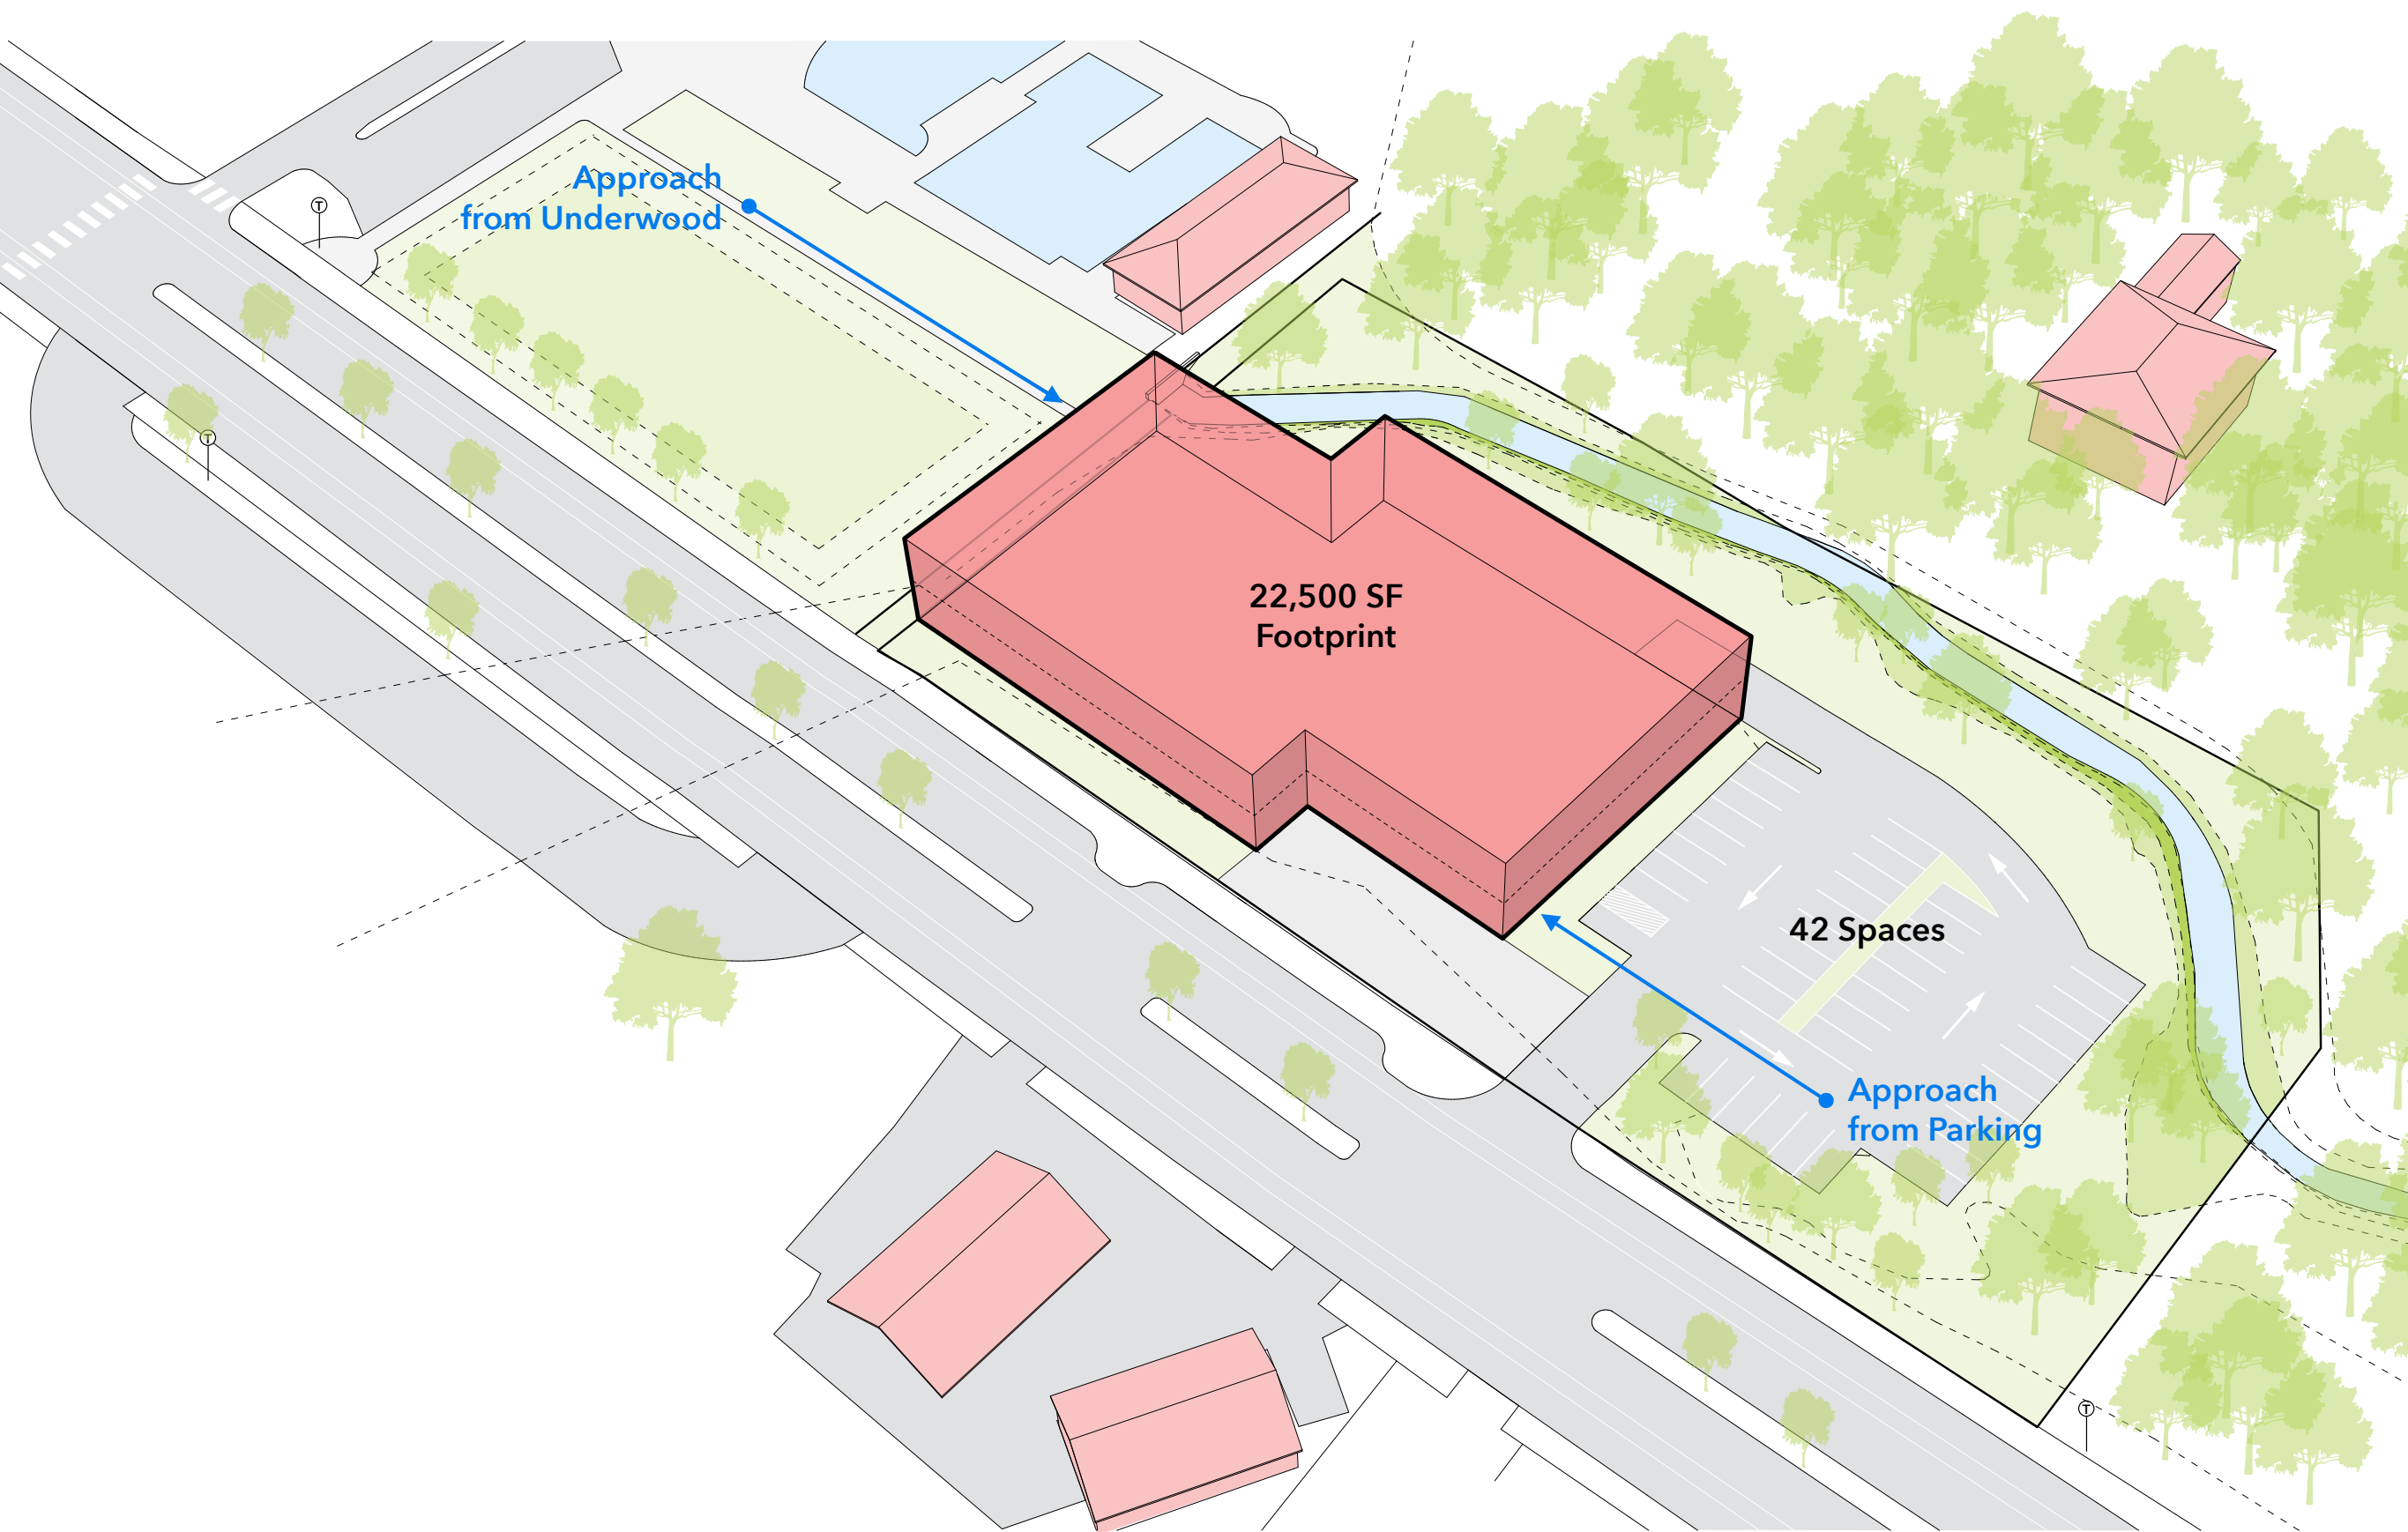 Approach
from Underwood
T
T
22,500 SF
Footprint
42 Spaces
Approach
from Parking
T